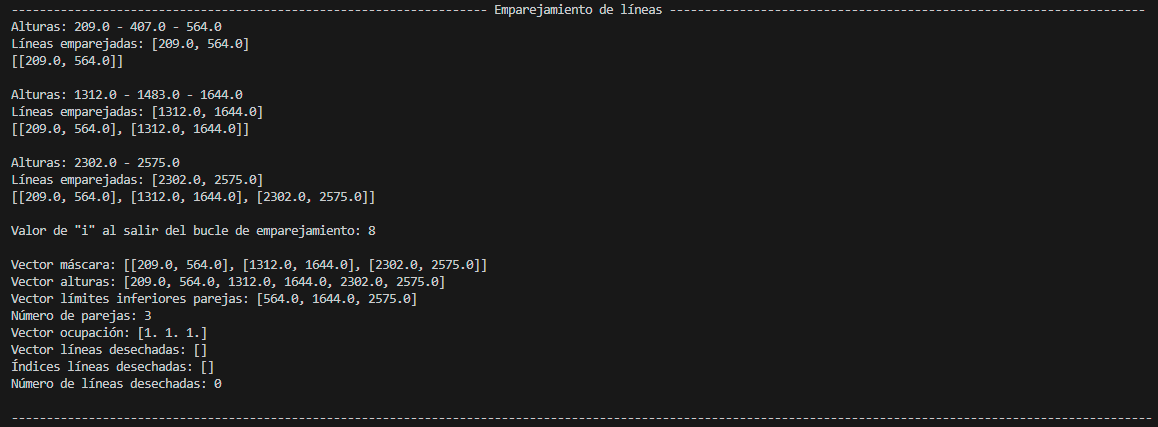 -------------------------------------------------------------------- Emparejamiento de líneas --------------------------------------------------------------------
Alturas: 209.0 - 407.0 - 564.0
Líneas emparejadas: [209.0, 564.0]
[[209.0, 564.0]]
Alturas: 1312.0 - 1483.0 - 1644.0
Líneas emparejadas: [1312.0, 1644.0]
[[209.0, 564.0], [1312.0, 1644.0]]
Alturas: 2302.0 - 2575.0
Líneas emparejadas: [2302.0, 2575.0]
[[209.0, 564.0], [1312.0, 1644.0], [2302.0, 2575.0]]
Valor de "i" al salir del bucle de emparejamiento: 8
Vector máscara: [[209.0, 564.0], [1312.0, 1644.0], [2302.0, 2575.0]]
Vector alturas: [209.0, 564.0, 1312.0, 1644.0, 2302.0, 2575.0]
Vector límites inferiores parejas: [564.0, 1644.0, 2575.0]
Número de parejas: 3
Vector ocupación: [1. 1. 1.]
Vector líneas desechadas: []
Índices líneas desechadas: []
Número de líneas desechadas: 0
-------------------------------------------------------------------------------------------------------------------------------------------------------------------